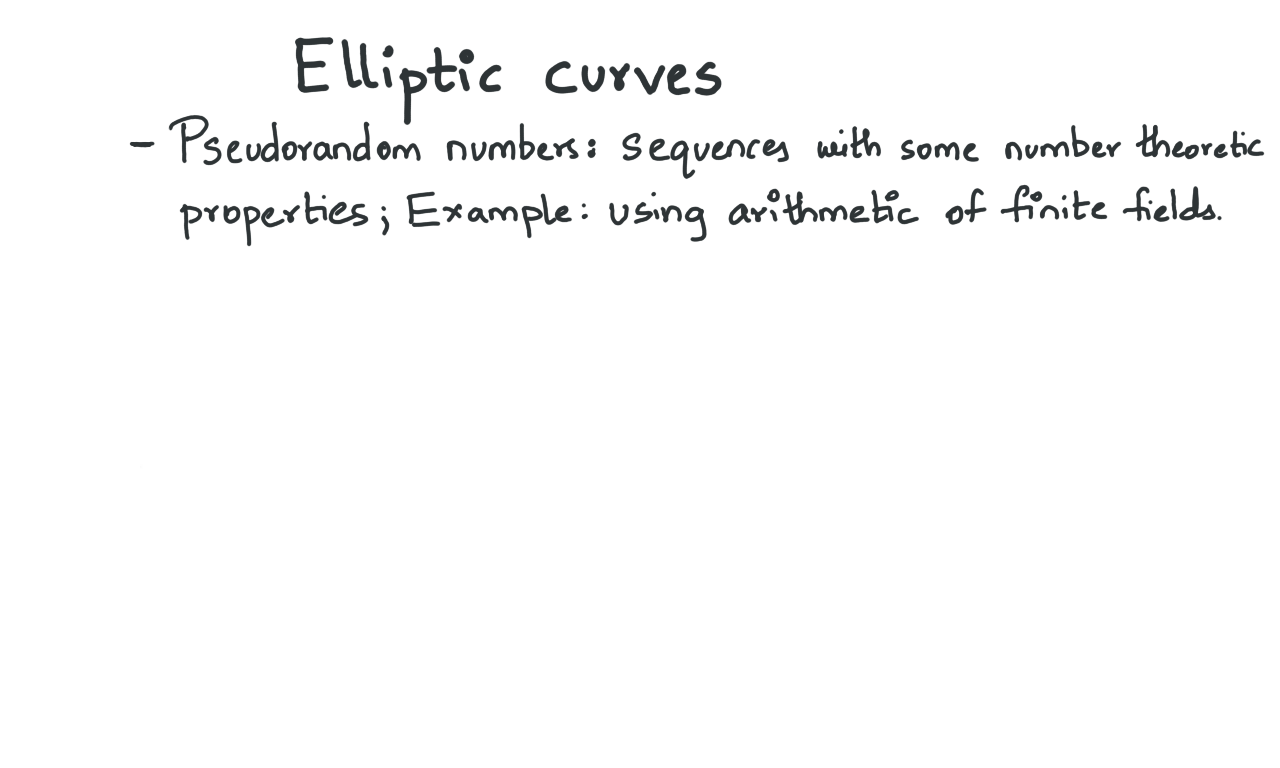 Elliptic curves
- Pseudorandom numbers: sequences with some number theoretic
properties; Example: using arithmetic of finite fields.